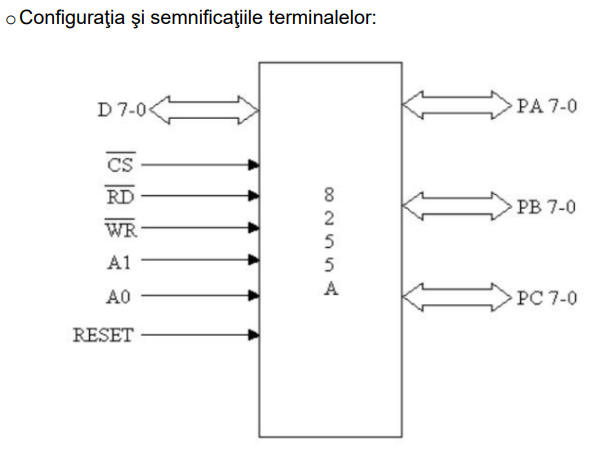 o Configuraţia şi semnificaţiile terminalelor:
D 7-0
CS
RD
WR
A1
A0
RESET
8
2
5
5
A
PA 7-0
PB 7-0
PC 7-0